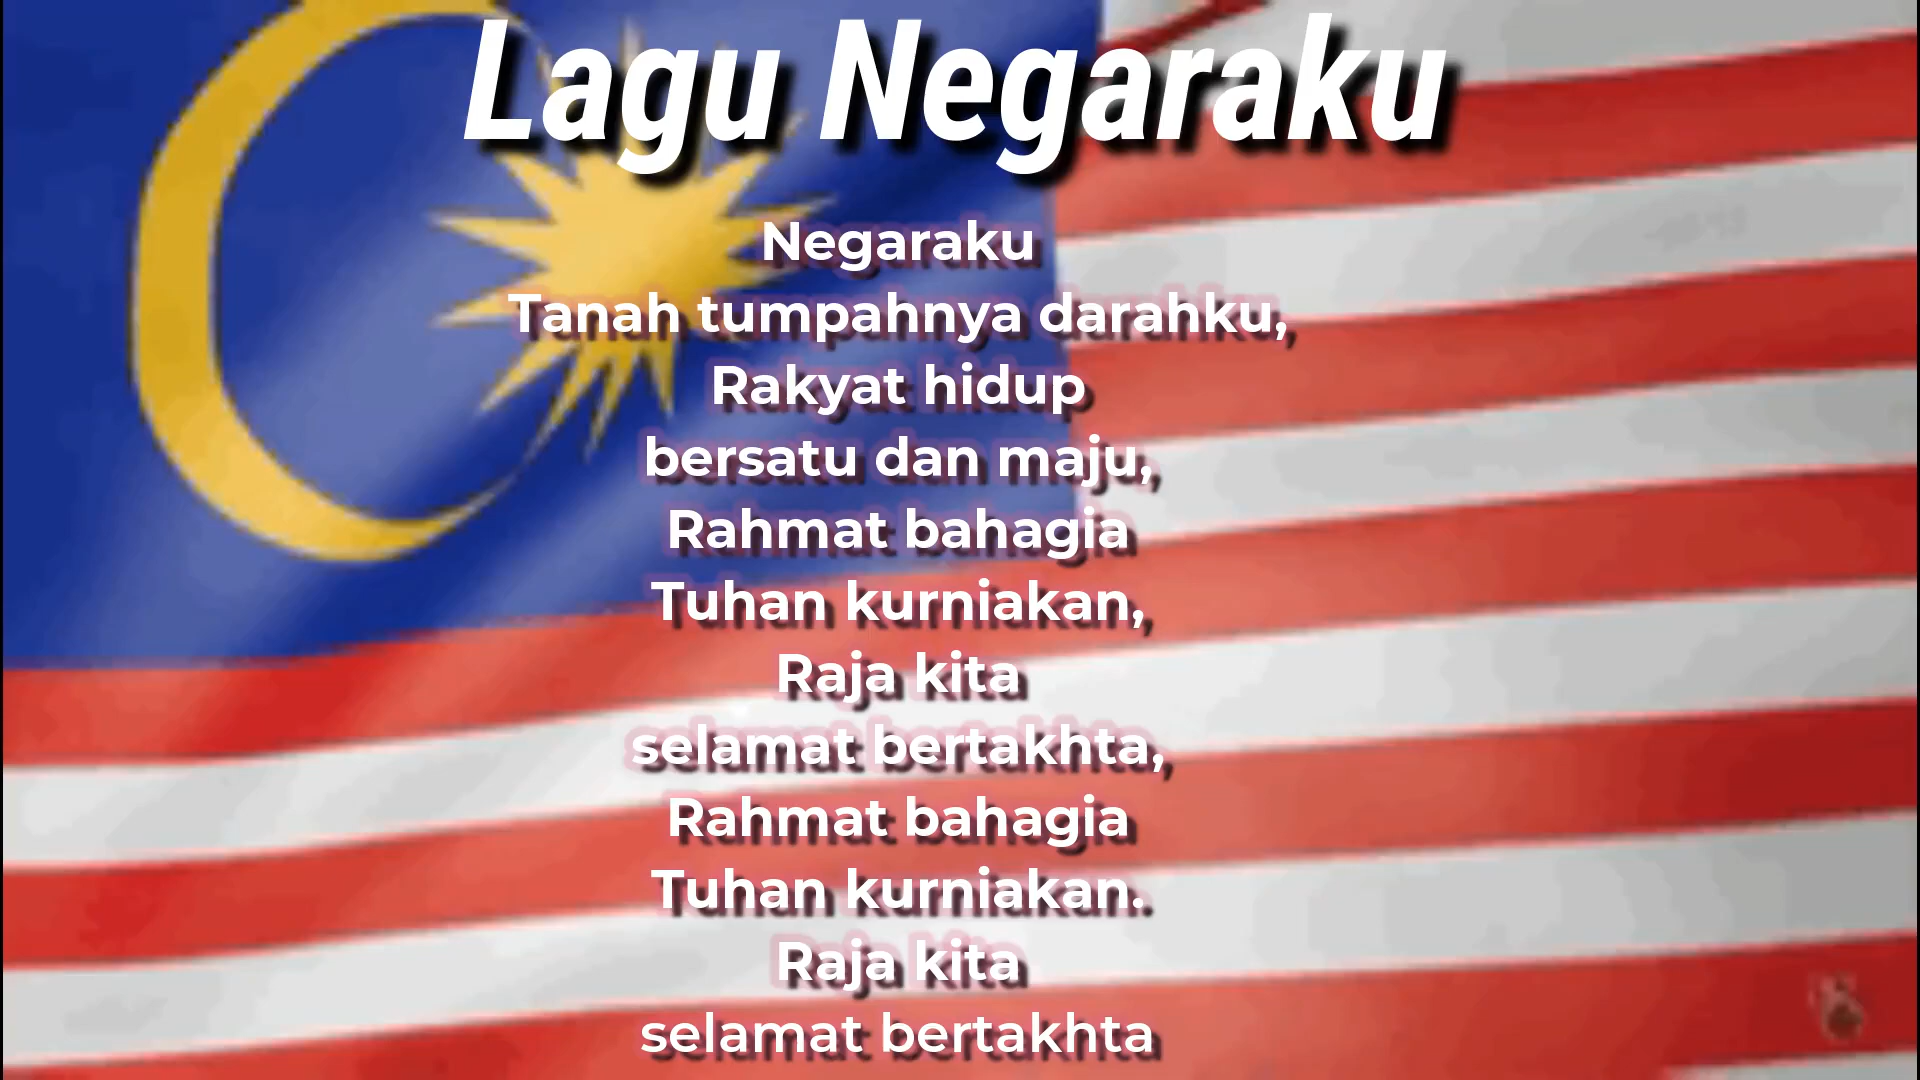 Lagu Negaraku
Negaraku
Tanah tumpahnya darahku,
Rakyat hidup
bersatu dan maju,
Rahmat bahagia
Tuhan kurniakan,
Raja kita
selamat bertakhta,
Rahmat bahagia
Tuhan kurniakan.
Raja kita
selamat bertakhta